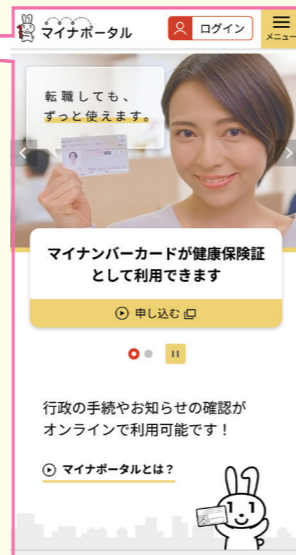 マイナポータル
ログイン
メニュー
転職しても、
ずっと使えます。
マイナンバーカードが健康保険証
として利用できます
申し込む
行政の手続やお知らせの確認が
オンラインで利用可能です！
マイナポータルとは？